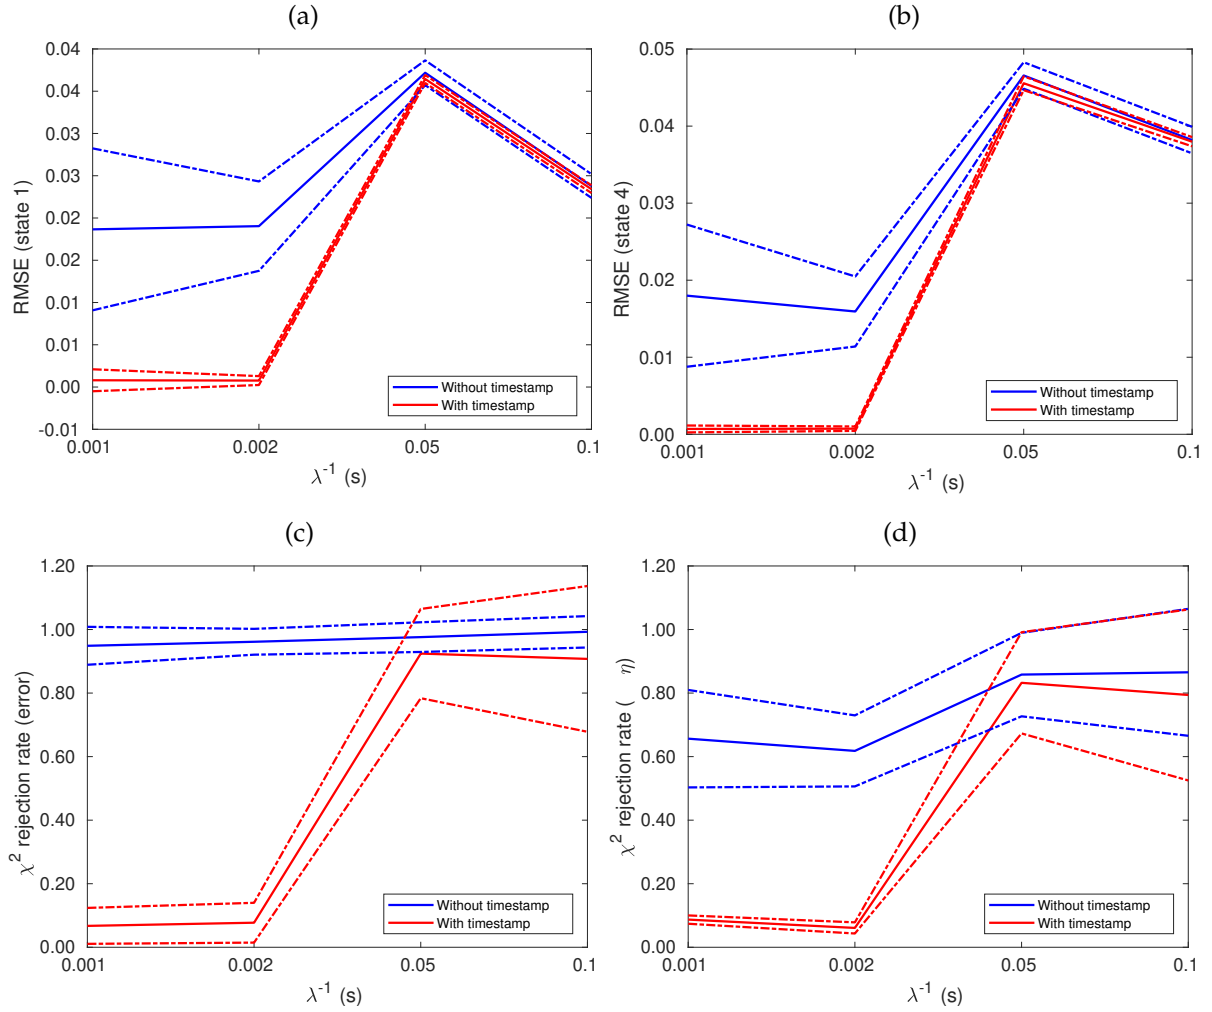 (a)
0.04
0.04
0.03
0.03
0.02
0.02
0.01
0.01
0.00
-0.01
RMSE (state 1)
0.001
0.002
0.05
0.1
λ⁻¹ (s)
Without timestamp
With timestamp
(b)
0.05
0.04
0.03
0.02
0.01
0.00
RMSE (state 4)
0.001
0.002
0.05
0.1
λ⁻¹ (s)
Without timestamp
With timestamp
(c)
1.20
1.00
0.80
0.60
0.40
0.20
0.00
χ² rejection rate (error)
0.001
0.002
0.05
0.1
λ⁻¹ (s)
Without timestamp
With timestamp
(d)
1.20
1.00
0.80
0.60
0.40
0.20
0.00
χ² rejection rate ( η)
0.001
0.002
0.05
0.1
λ⁻¹ (s)
Without timestamp
With timestamp